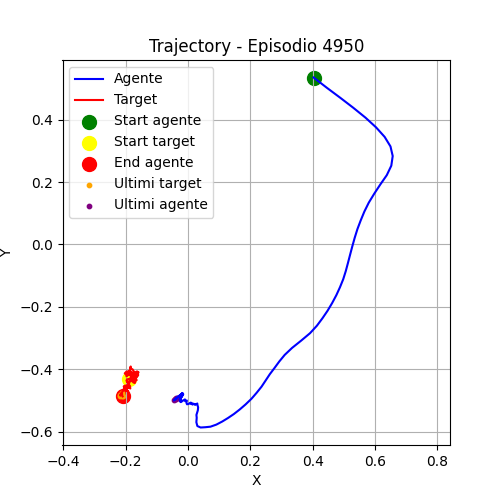 Trajectory - Episodio 4950
Agente
Target
Start agente
Start target
End agente
Ultimi target
Ultimi agente
Y
0.4
0.2
0.0
−0.2
−0.4
−0.6
−0.4
−0.2
0.0
0.2
0.4
0.6
0.8
X